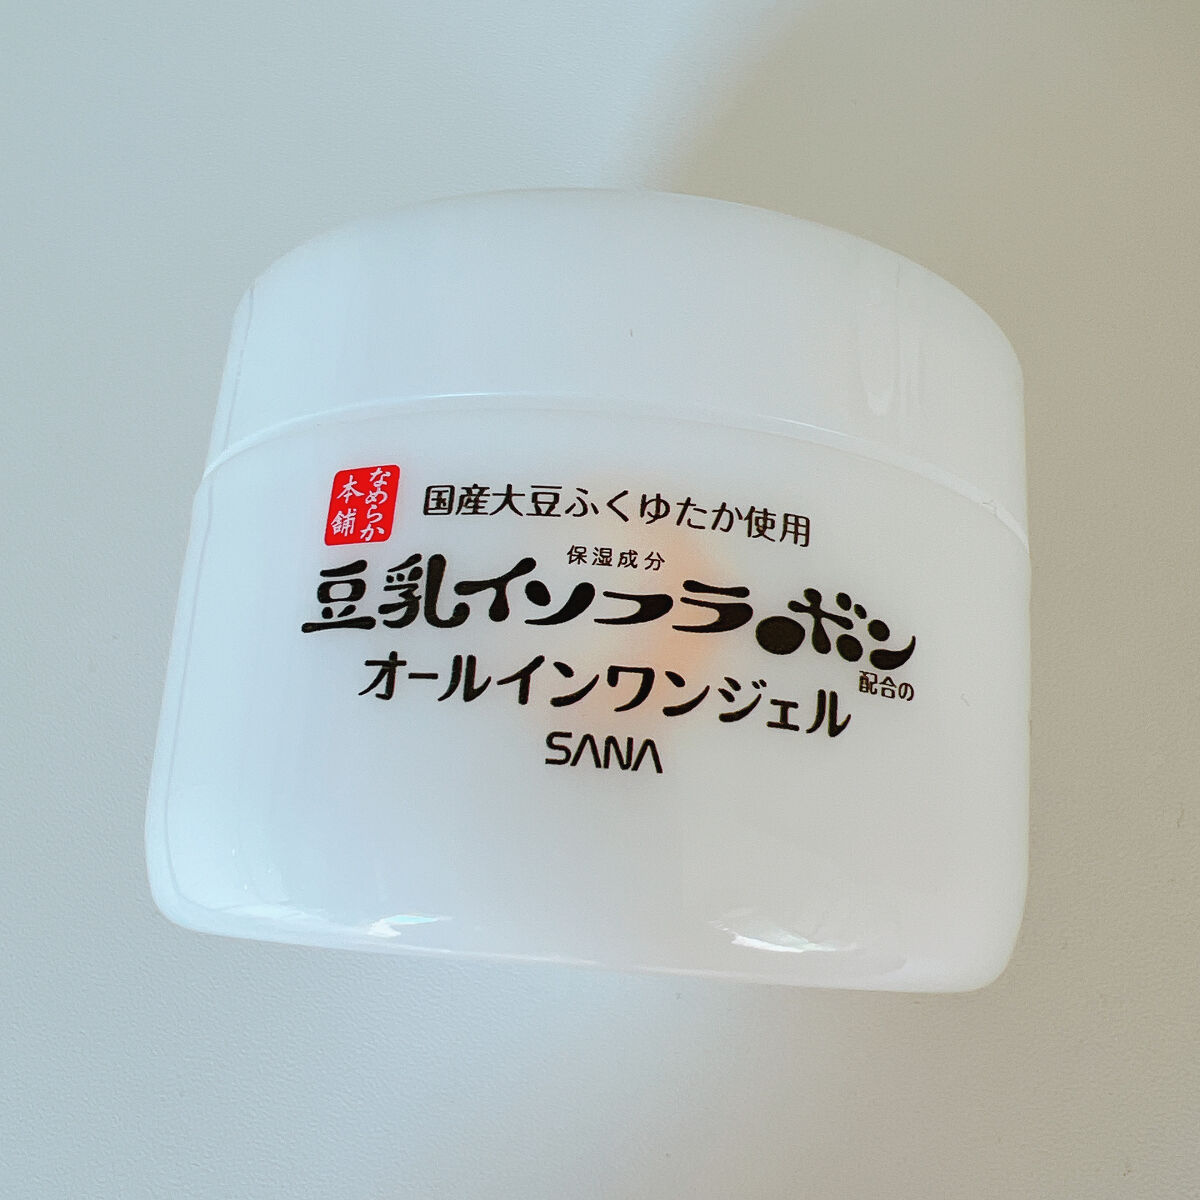 なめらか
本舗
国産大豆ふくゆたか使用
保湿成分
豆乳イソフラボン
配合の
オールインワンジェル
SANA